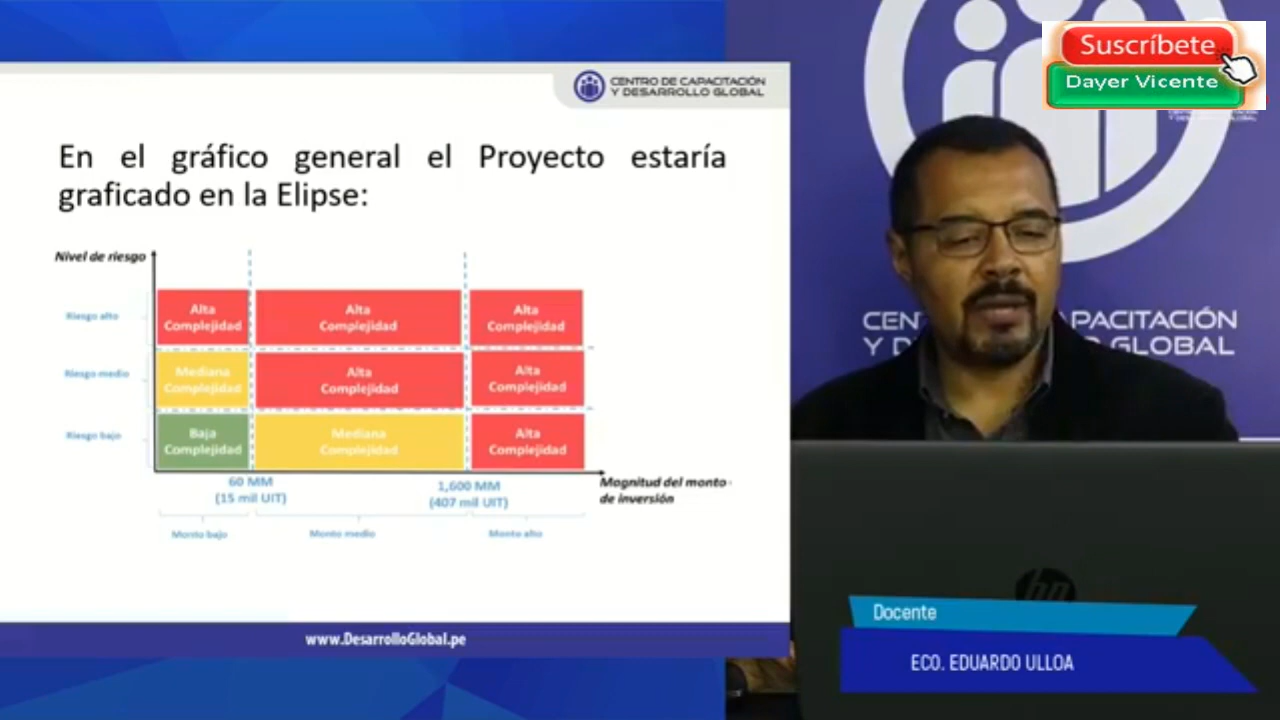 Suscríbete
Dayer Vicente
CENTRO DE CAPACITACIÓN
Y DESARROLLO GLOBAL
En el gráfico general el Proyecto estaría
graficado en la Elipse:
Nivel de riesgo
Riesgo alto
Alta
Complejidad
Alta
Complejidad
Alta
Complejidad
Riesgo medio
Mediana
Complejidad
Alta
Complejidad
Alta
Complejidad
Riesgo bajo
Baja
Complejidad
Mediana
Complejidad
Alta
Complejidad
60 MM
(15 mil UIT)
1,600 MM
(407 mil UIT)
Magnitud del monto
de inversión
Monto bajo
Monto medio
Monto alto
www.DesarrolloGlobal.pe
CEN PACITACIÓN
Y D GLOBAL
hp
Docente
ECO. EDUARDO ULLOA